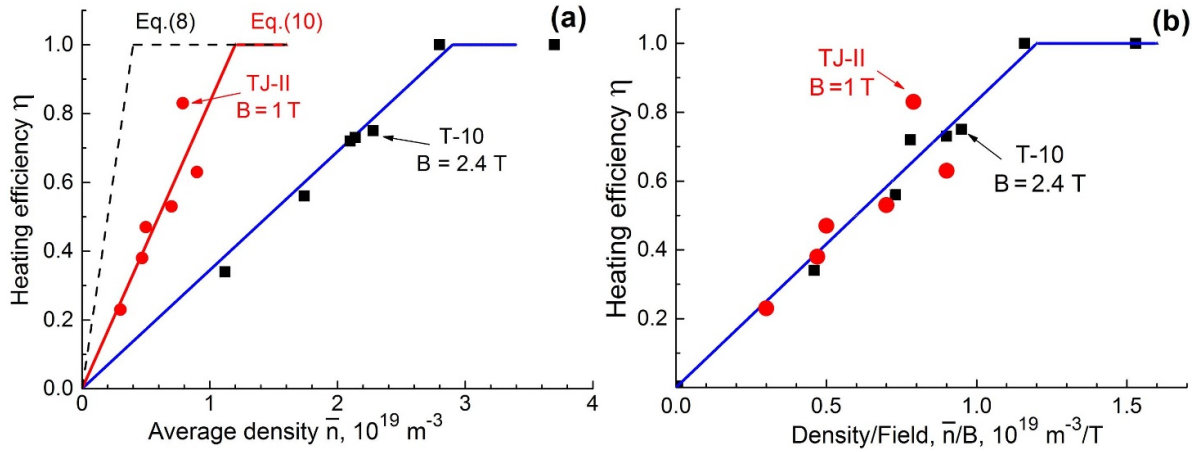 (a)
Eq.(8)
Eq.(10)
1.0
0.8
0.6
0.4
0.2
0.0
Heating efficiency η
TJ-II
B = 1 T
T-10
B = 2.4 T
0
1
2
3
4
Average density n̅, 10¹⁹ m⁻³
(b)
1.0
0.8
0.6
0.4
0.2
Heating efficiency η
TJ-II
B = 1 T
T-10
B = 2.4 T
0.0
0.5
1.0
1.5
Density/Field, n̅/B, 10¹⁹ m⁻³/T